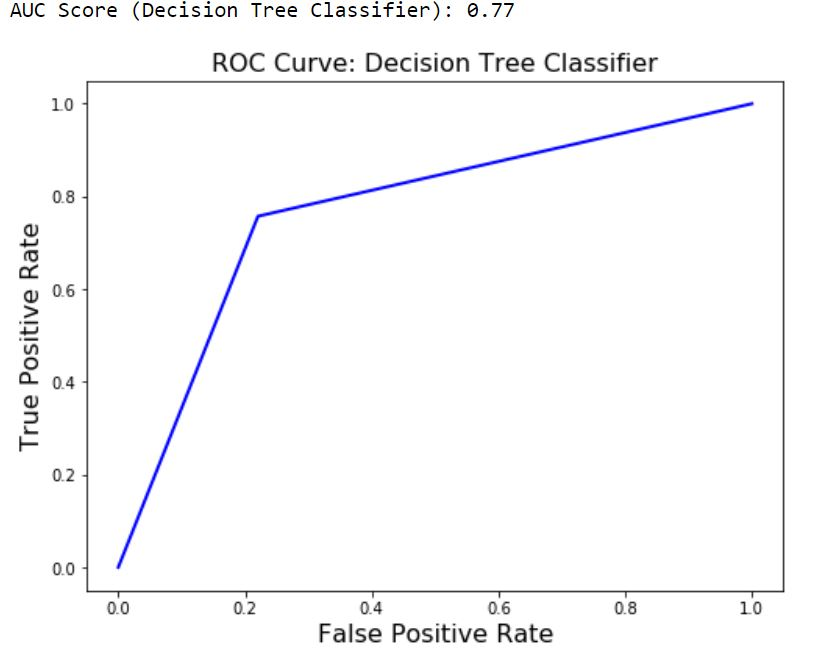 AUC Score (Decision Tree Classifier): 0.77
ROC Curve: Decision Tree Classifier
1.0
0.8
0.6
0.4
0.2
0.0
True Positive Rate
0.0 0.2 0.4 0.6 0.8 1.0
False Positive Rate